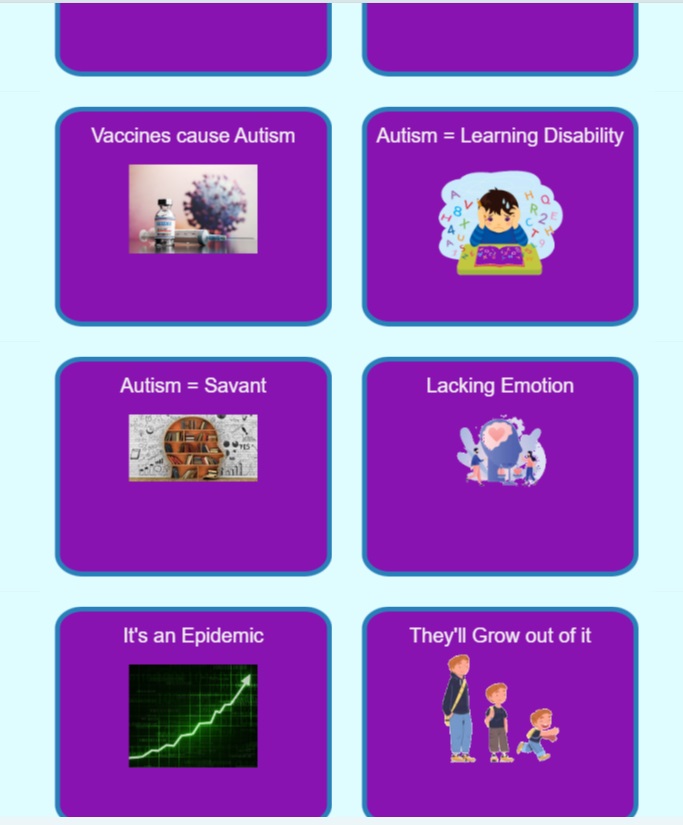 Vaccines cause Autism
Autism = Learning Disability
Autism = Savant
Lacking Emotion
It's an Epidemic
They'll Grow out of it